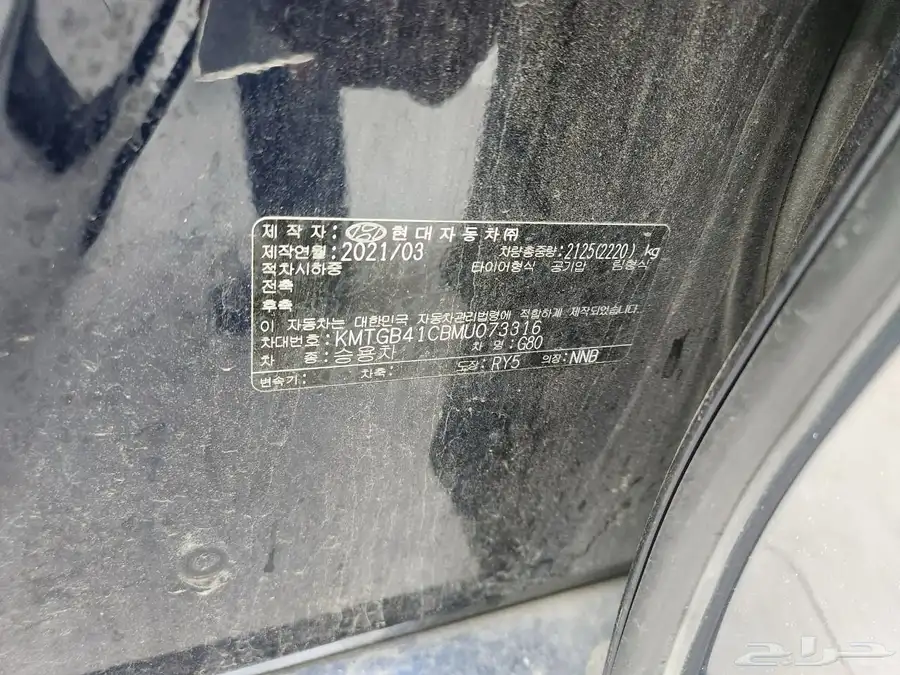 제 작 자 : 현대자동차㈜
제작연월 : 2021/03 차량총중량 : 2125(2220) kg
적차시하중 타이어형식 공기압 림형식
전축
후축
이 자동차는 대한민국 자동차관리법령에 적합하게 제작되었습니다.
차대번호 : KMTGB41CBMU073316
차 종 : 승용차 차 명 : G80
변속기 : 차축 : 도장 : RY5 의장 : NNB
حراج